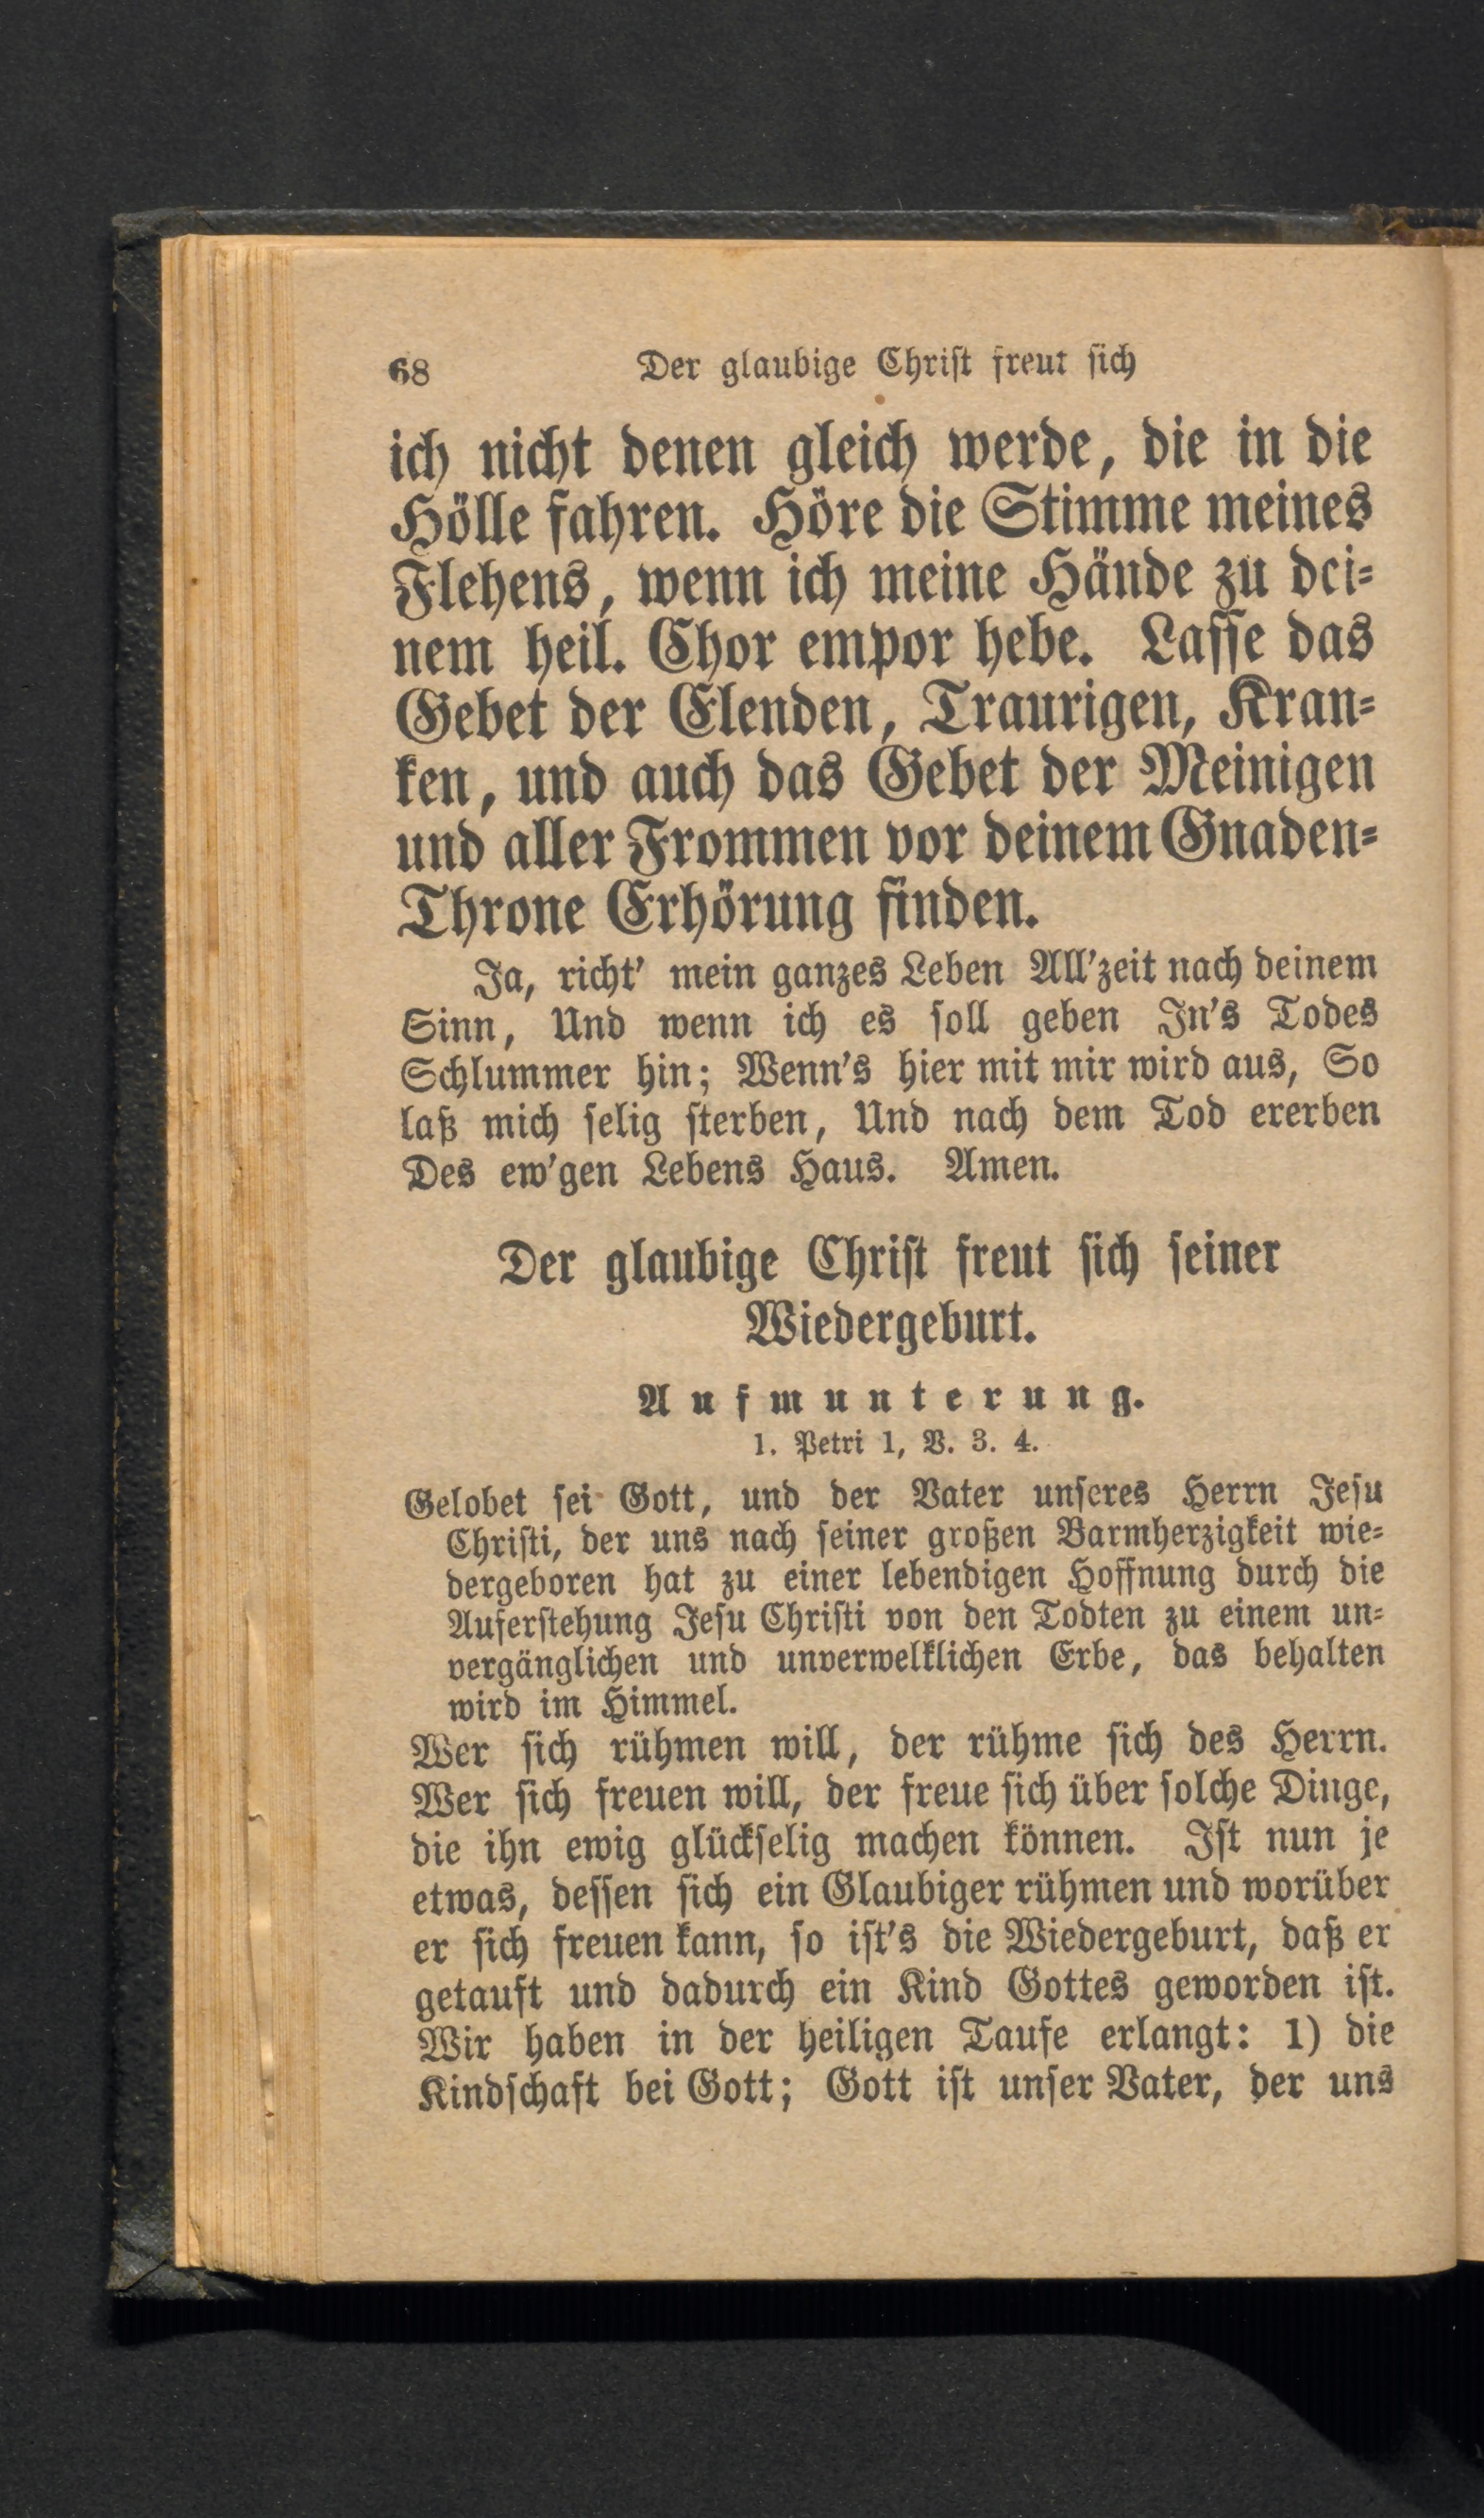 68 Der glaubige Christ freut sich
ich nicht denen gleich werde, die in die
Hölle fahren. Höre die Stimme meines
Flehens, wenn ich meine Hände zu dei-
nem heil. Chor empor hebe. Lasse das
Gebet der Elenden, Traurigen, Kran-
ken, und auch das Gebet der Meinigen
und aller Frommen vor deinem Gnaden-
Throne Erhörung finden.
Ja, richt' mein ganzes Leben All'zeit nach deinem
Sinn, Und wenn ich es soll geben In's Todes
Schlummer hin; Wenn's hier mit mir wird aus, So
laß mich selig sterben, Und nach dem Tod ererben
Des ew'gen Lebens Haus. Amen.
Der glaubige Christ freut sich seiner
Wiedergeburt.
Aufmunterung.
1. Petri 1, V. 3. 4.
Gelobet sei Gott, und der Vater unseres Herrn Jesu
Christi, der uns nach seiner großen Barmherzigkeit wie-
dergeboren hat zu einer lebendigen Hoffnung durch die
Auferstehung Jesu Christi von den Todten zu einem un-
vergänglichen und unverwelklichen Erbe, das behalten
wird im Himmel.
Wer sich rühmen will, der rühme sich des Herrn.
Wer sich freuen will, der freue sich über solche Dinge,
die ihn ewig glückselig machen können. Ist nun je
etwas, dessen sich ein Glaubiger rühmen und worüber
er sich freuen kann, so ist's die Wiedergeburt, daß er
getauft und dadurch ein Kind Gottes geworden ist.
Wir haben in der heiligen Taufe erlangt: 1) die
Kindschaft bei Gott; Gott ist unser Vater, der uns